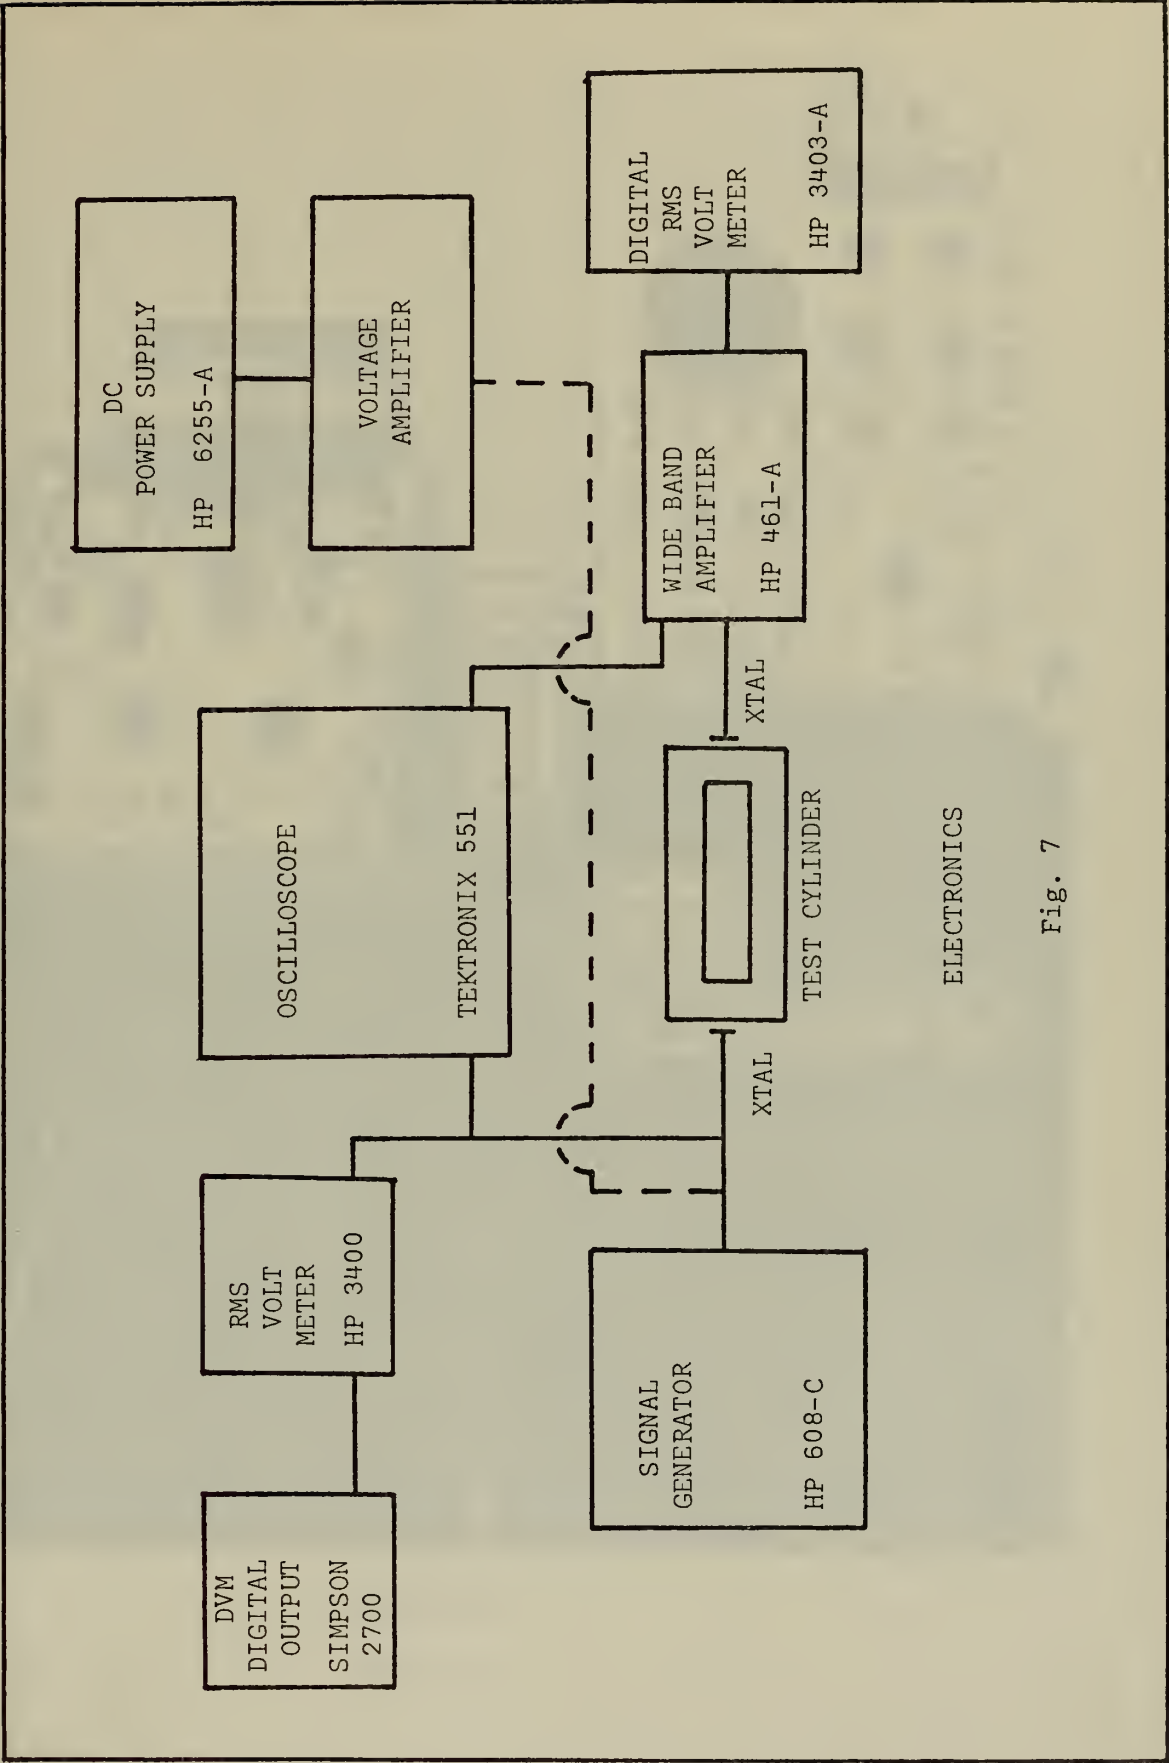 DVM
DIGITAL
OUTPUT
SIMPSON
2700
RMS
VOLT
METER
HP 3400
OSCILLOSCOPE
TEKTRONIX 551
DC
POWER SUPPLY
HP 6255-A
VOLTAGE
AMPLIFIER
SIGNAL
GENERATOR
HP 608-C
XTAL
TEST CYLINDER
XTAL
WIDE BAND
AMPLIFIER
HP 461-A
DIGITAL
RMS
VOLT
METER
HP 3403-A
ELECTRONICS
Fig. 7